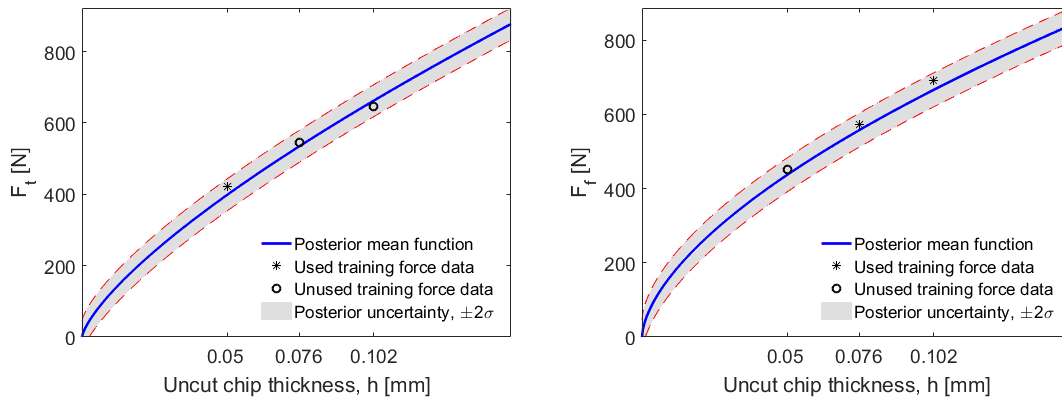 800
600
400
200
0
F_t [N]
0.05 0.076 0.102
Uncut chip thickness, h [mm]
Posterior mean function
Used training force data
Unused training force data
Posterior uncertainty, ±2σ
800
600
400
200
0
F_f [N]
0.05 0.076 0.102
Uncut chip thickness, h [mm]
Posterior mean function
Used training force data
Unused training force data
Posterior uncertainty, ±2σ